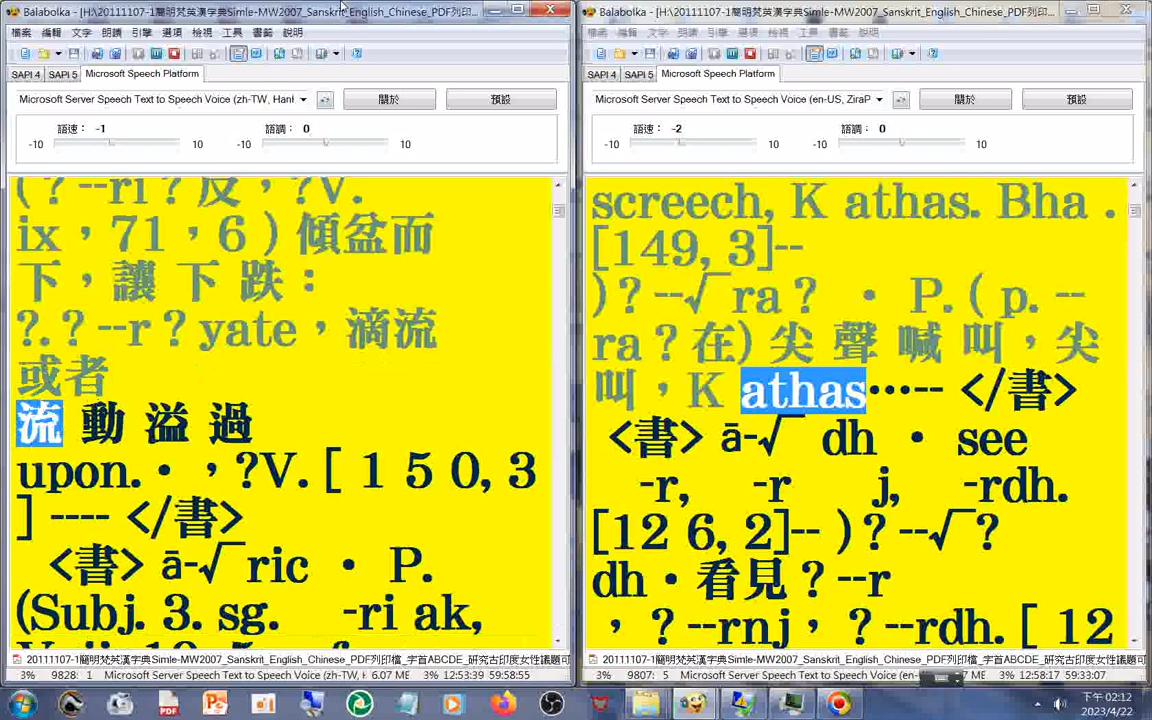 Balabolka - [H:\20111107-1簡明梵英漢字典Simle-MW2007_Sanskrit_English_Chinese_PDF列印...
檔案 編輯 文字 朗讀 引擎 選項 檢視 工具 書籤 說明
SAPI 4 SAPI 5 Microsoft Speech Platform
Microsoft Server Speech Text to Speech Voice (zh-TW, Hanl
關於 預設
語速： -1 語調： 0
-10 10 -10 10
( ? --ri ? 反，?V.
ix，71，6 ) 傾盆而
下，讓 下 跌：
?.? --r ? yate，滴流
或者
流 動 溢 過
upon.·，?V. [ 1 5 0, 3
] ---- </書>
<書> ā-√ ric · P.
(Subj. 3. sg. -ri ak,
20111107-1簡明梵英漢字典Simle-MW2007_Sanskrit_English_Chinese_PDF列印檔_字首ABCDE_研究古印度女性議題可
3% 9828: 1 Microsoft Server Speech Text to Speech Voice (zh-TW, H 6.07 MB 3% 12:53:39 59:58:55
Balabolka - [H:\20111107-1簡明梵英漢字典Simle-MW2007_Sanskrit_English_Chinese_PDF列印...
檔案 編輯 文字 朗讀 引擎 選項 檢視 工具 書籤 說明
SAPI 4 SAPI 5 Microsoft Speech Platform
Microsoft Server Speech Text to Speech Voice (en-US, ZiraP
關於 預設
語速： -2 語調： 0
-10 10 -10 10
screech, K athas. Bha .
[149, 3]--
)? --√ ra ? · P. ( p. --
ra ? 在) 尖 聲 喊 叫，尖
叫，K athas…-- </書>
<書> ā-√ dh · see
-r, -r j, -rdh.
[12 6, 2]-- ) ? --√ ?
dh · 看見 ? --r
，? --rnj，? --rdh. [ 12
20111107-1簡明梵英漢字典Simle-MW2007_Sanskrit_English_Chinese_PDF列印檔_字首ABCDE_研究古印度女性議題可
3% 9807: 5 Microsoft Server Speech Text to Speech Voice (en-US, 3% 12:58:17 59:33:07
下午 02:12
2023/4/22